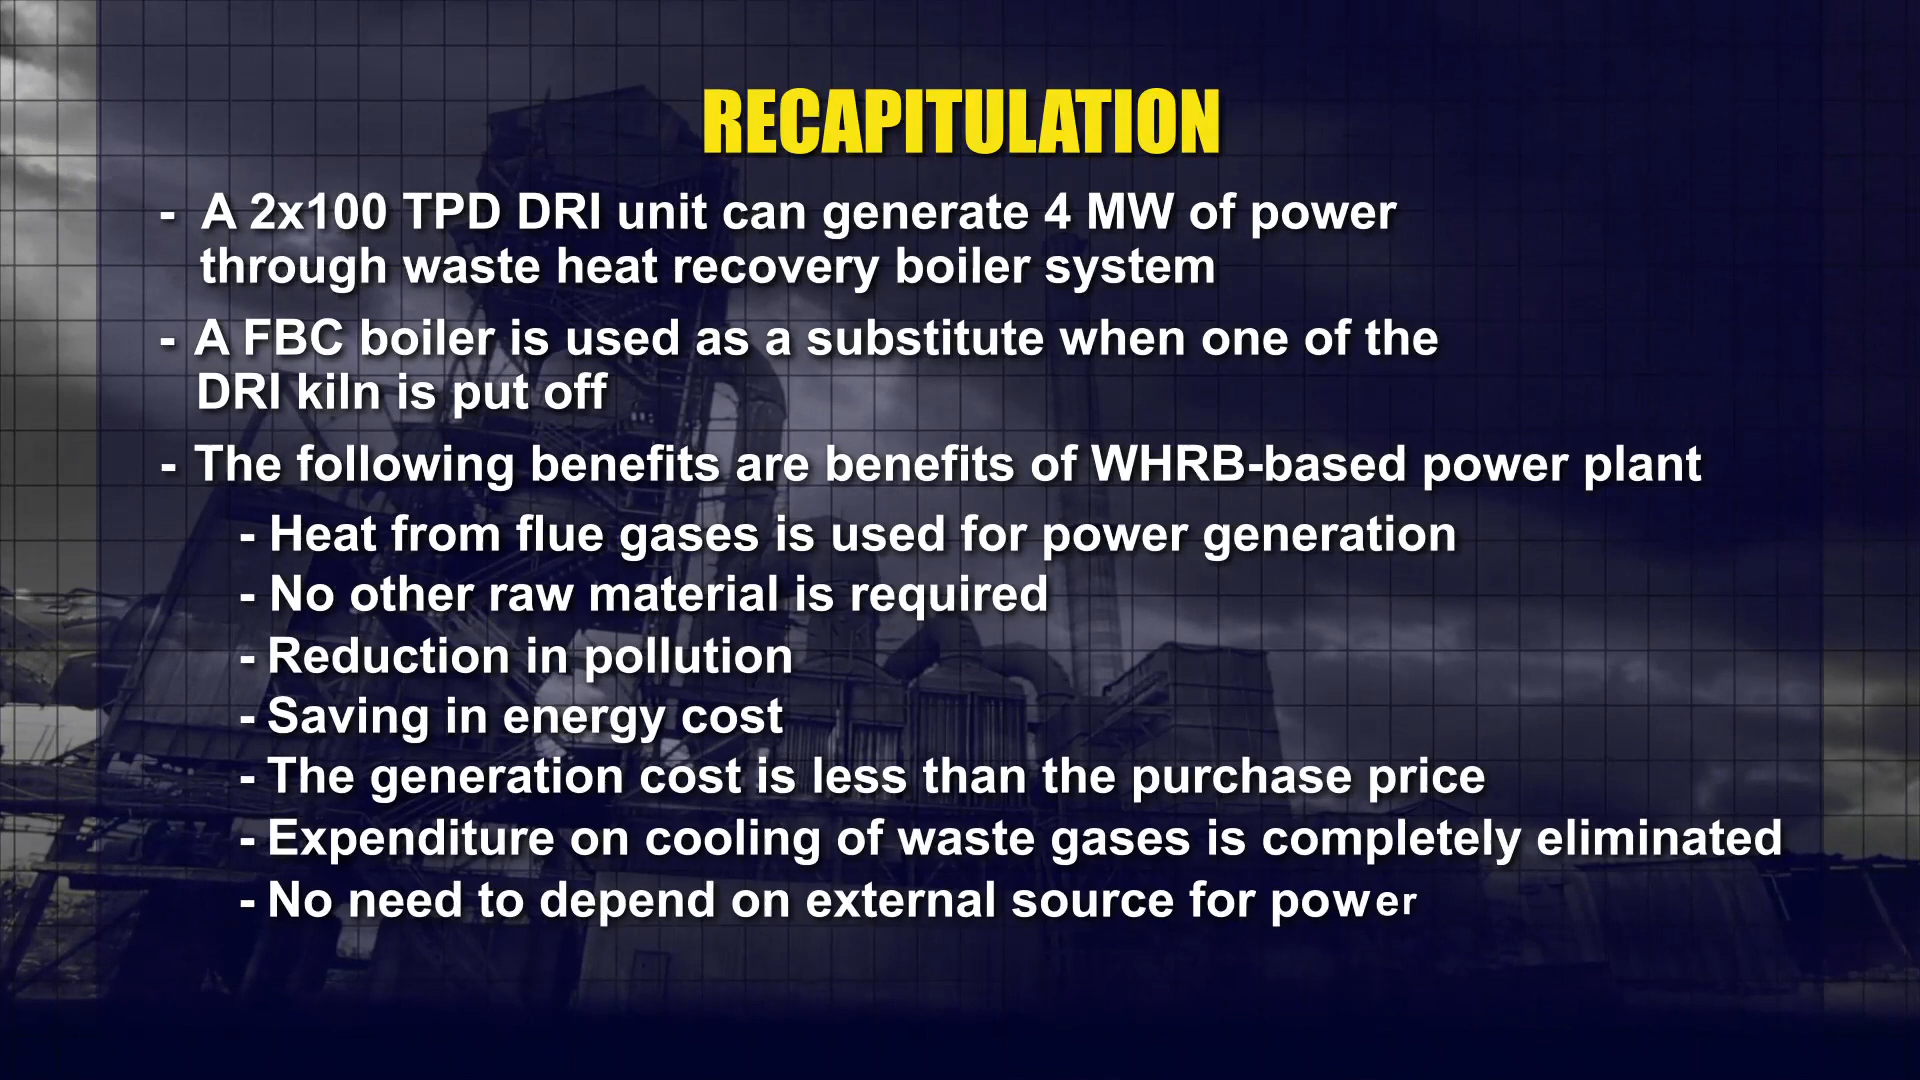 RECAPITULATION
- A 2x100 TPD DRI unit can generate 4 MW of power
through waste heat recovery boiler system
- A FBC boiler is used as a substitute when one of the
DRI kiln is put off
- The following benefits are benefits of WHRB-based power plant
- Heat from flue gases is used for power generation
- No other raw material is required
- Reduction in pollution
- Saving in energy cost
- The generation cost is less than the purchase price
- Expenditure on cooling of waste gases is completely eliminated
- No need to depend on external source for power